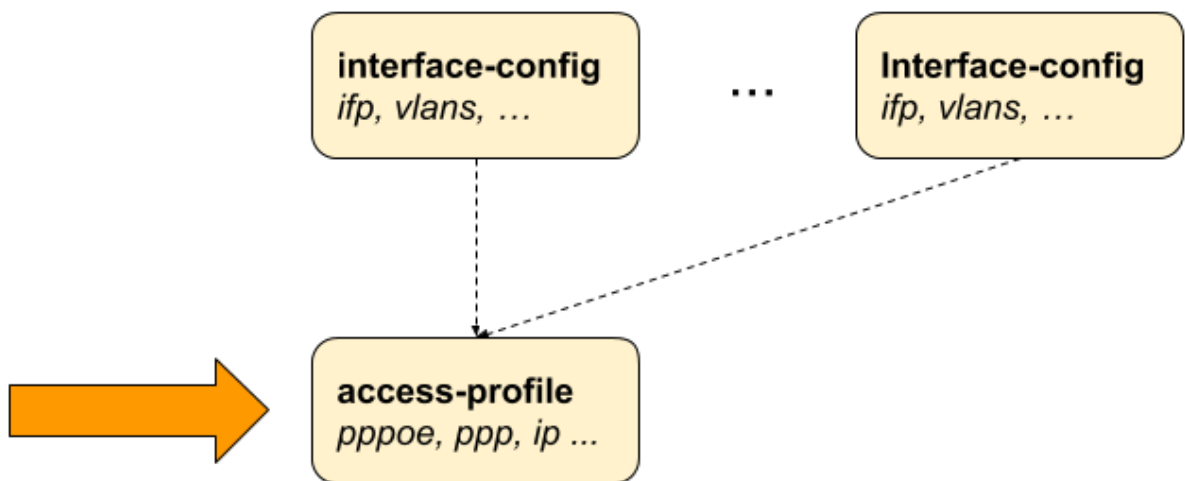 interface-config
ifp, vlans, …
...
Interface-config
ifp, vlans, …
access-profile
pppoe, ppp, ip ...